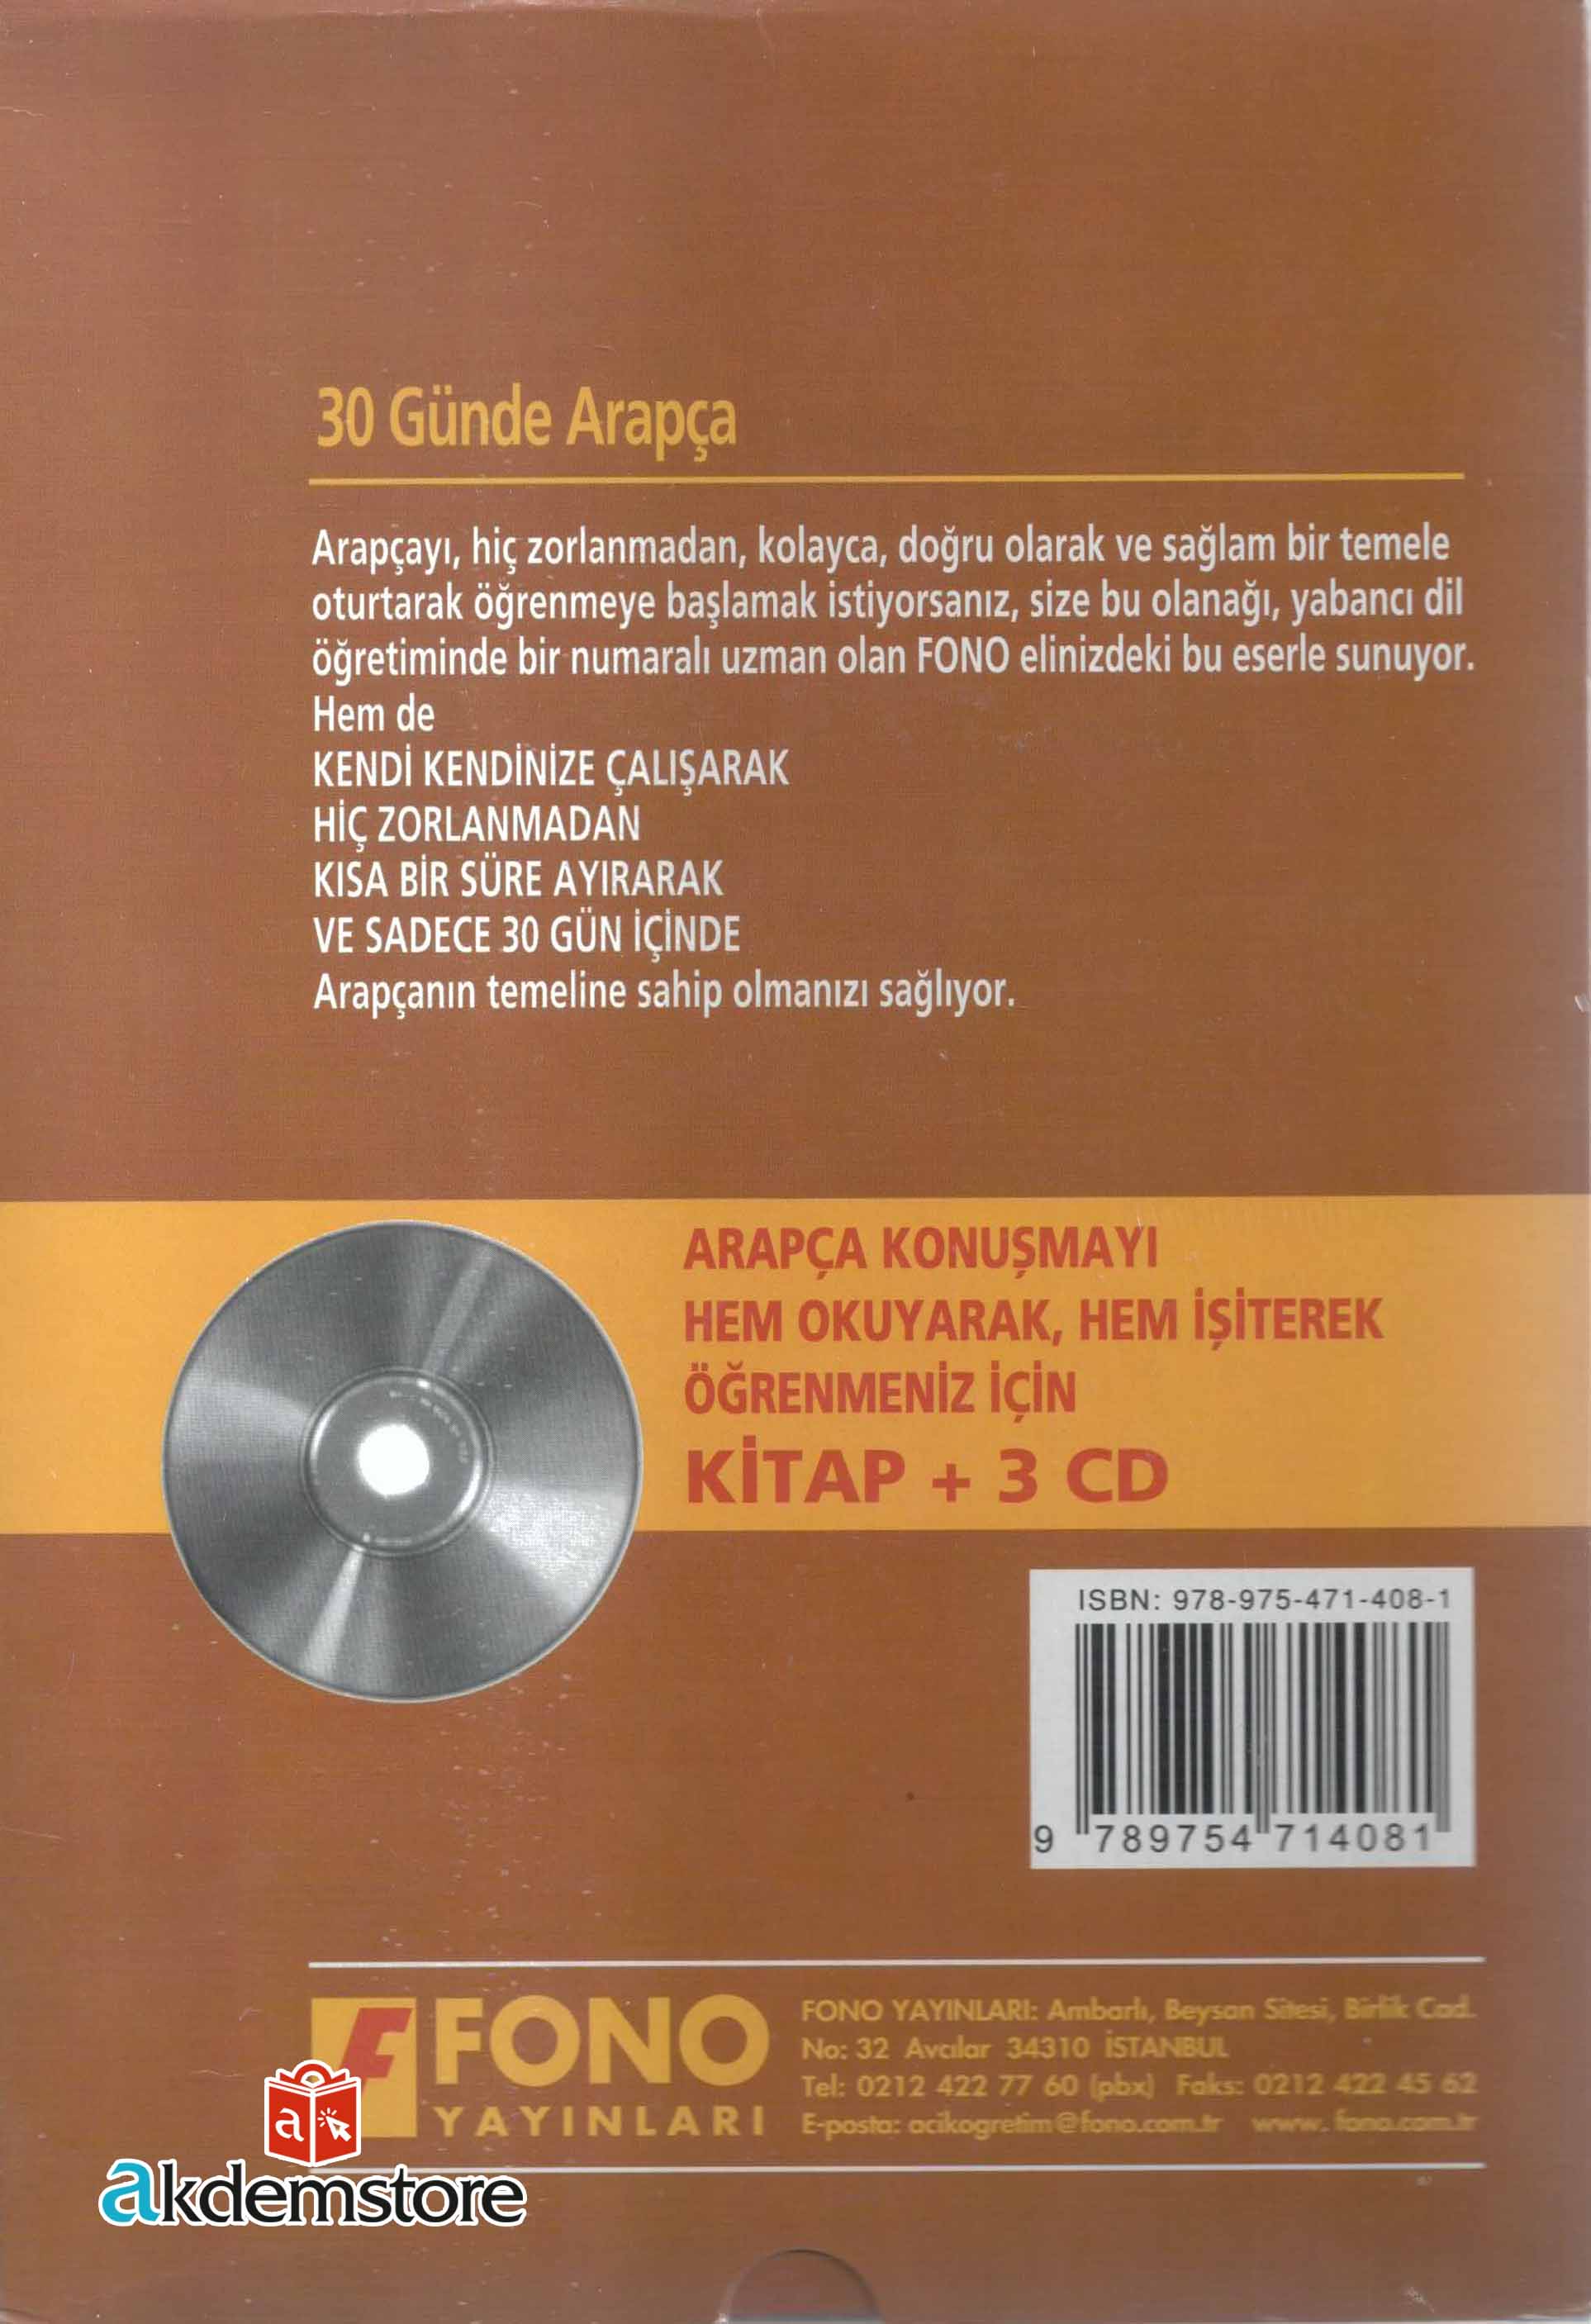 30 Günde Arapça
Arapçayı, hiç zorlanmadan, kolayca, doğru olarak ve sağlam bir temele
oturtarak öğrenmeye başlamak istiyorsanız, size bu olanağı, yabancı dil
öğretiminde bir numaralı uzman olan FONO elinizdeki bu eserle sunuyor.
Hem de
KENDİ KENDİNİZE ÇALIŞARAK
HİÇ ZORLANMADAN
KISA BİR SÜRE AYIRARAK
VE SADECE 30 GÜN İÇİNDE
Arapçanın temeline sahip olmanızı sağlıyor.
ARAPÇA KONUŞMAYI
HEM OKUYARAK, HEM İŞİTEREK
ÖĞRENMENİZ İÇİN
KİTAP + 3 CD
ISBN: 978-975-471-408-1
9 789754 714081
FONO
YAYINLARI
FONO YAYINLARI: Ambarlı, Beysan Sitesi, Birlik Cad.
No: 32 Avcılar 34310 İSTANBUL
Tel: 0212 422 77 60 (pbx) Faks: 0212 422 45 62
E-posta: acikogretim@fono.com.tr www.fono.com.tr
a
akdemstore